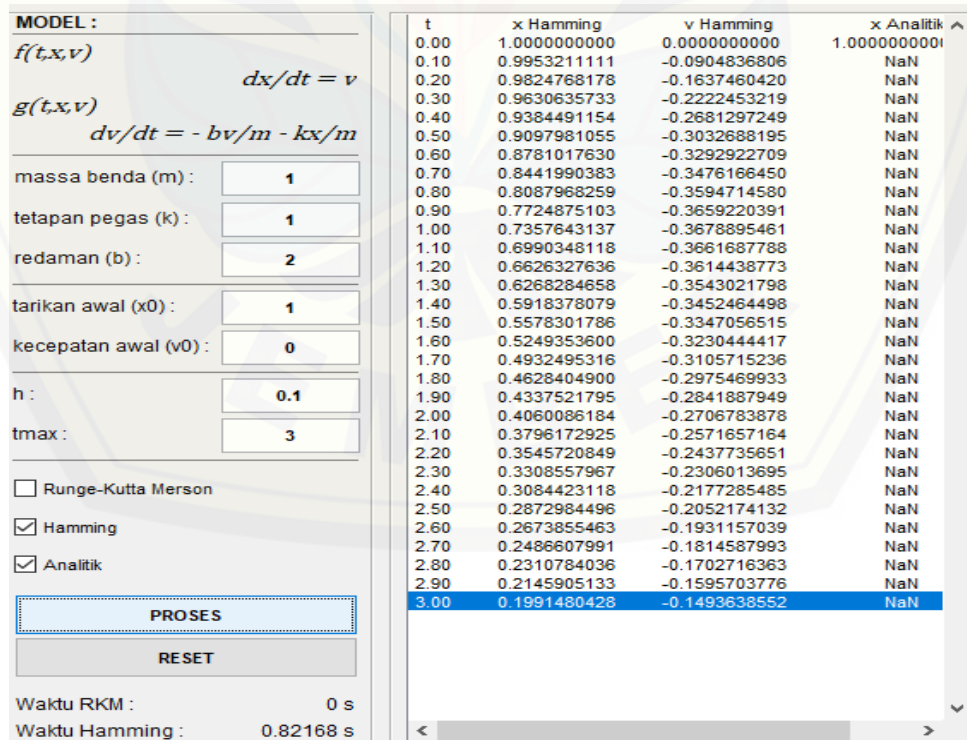 MODEL :
f(t,x,v)
dx/dt = v
g(t,x,v)
dv/dt = - bv/m - kx/m
massa benda (m) : 1
tetapan pegas (k) : 1
redaman (b) : 2
tarikan awal (x0) : 1
kecepatan awal (v0) : 0
h : 0.1
tmax : 3
Runge-Kutta Merson
Hamming
Analitik
PROSES
RESET
Waktu RKM : 0 s
Waktu Hamming : 0.82168 s
t x Hamming v Hamming x Analitik
0.00 1.0000000000 0.0000000000 1.000000000
0.10 0.9953211111 -0.0904836806 NaN
0.20 0.9824768178 -0.1637460420 NaN
0.30 0.9630635733 -0.2222453219 NaN
0.40 0.9384491154 -0.2681297249 NaN
0.50 0.9097981055 -0.3032688195 NaN
0.60 0.8781017630 -0.3292922709 NaN
0.70 0.8441990383 -0.3476166450 NaN
0.80 0.8087968259 -0.3594714580 NaN
0.90 0.7724875103 -0.3659220391 NaN
1.00 0.7357643137 -0.3678895461 NaN
1.10 0.6990348118 -0.3661687788 NaN
1.20 0.6626327636 -0.3614438773 NaN
1.30 0.6268284658 -0.3543021798 NaN
1.40 0.5918378079 -0.3452464498 NaN
1.50 0.5578301786 -0.3347056515 NaN
1.60 0.5249353600 -0.3230444417 NaN
1.70 0.4932495316 -0.3105715236 NaN
1.80 0.4628404900 -0.2975469933 NaN
1.90 0.4337521795 -0.2841887949 NaN
2.00 0.4060086184 -0.2706783878 NaN
2.10 0.3796172925 -0.2571657164 NaN
2.20 0.3545720849 -0.2437735651 NaN
2.30 0.3308557967 -0.2306013695 NaN
2.40 0.3084423118 -0.2177285485 NaN
2.50 0.2872984496 -0.2052174132 NaN
2.60 0.2673855463 -0.1931157039 NaN
2.70 0.2486607991 -0.1814587993 NaN
2.80 0.2310784036 -0.1702716363 NaN
2.90 0.2145905133 -0.1595703776 NaN
3.00 0.1991480428 -0.1493638552 NaN